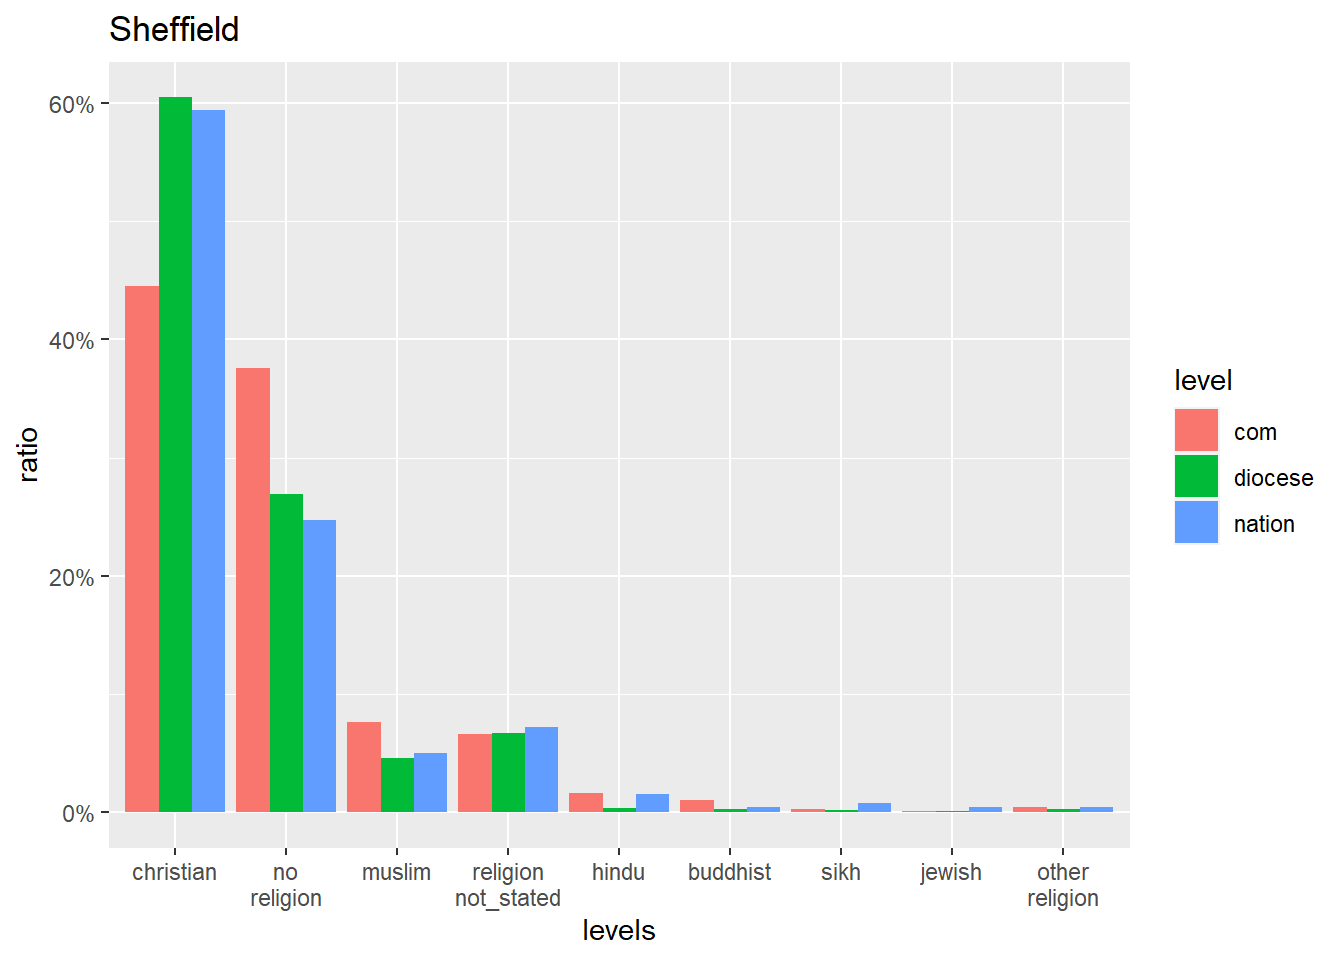 Sheffield
60%
40%
20%
0%
ratio
christian
no
religion
muslim
religion
not_stated
hindu
buddhist
sikh
jewish
other
religion
levels
level
com
diocese
nation